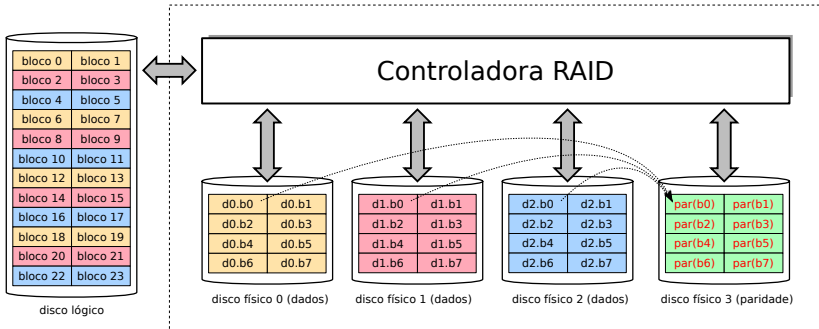 Controladora RAID
bloco 0 bloco 1
bloco 2 bloco 3
bloco 4 bloco 5
bloco 6 bloco 7
bloco 8 bloco 9
bloco 10 bloco 11
bloco 12 bloco 13
bloco 14 bloco 15
bloco 16 bloco 17
bloco 18 bloco 19
bloco 20 bloco 21
bloco 22 bloco 23
disco lógico
d0.b0 d0.b1
d0.b2 d0.b3
d0.b4 d0.b5
d0.b6 d0.b7
disco físico 0 (dados)
d1.b0 d1.b1
d1.b2 d1.b3
d1.b4 d1.b5
d1.b6 d1.b7
disco físico 1 (dados)
d2.b0 d2.b1
d2.b2 d2.b3
d2.b4 d2.b5
d2.b6 d2.b7
disco físico 2 (dados)
par(b0) par(b1)
par(b2) par(b3)
par(b4) par(b5)
par(b6) par(b7)
disco físico 3 (paridade)